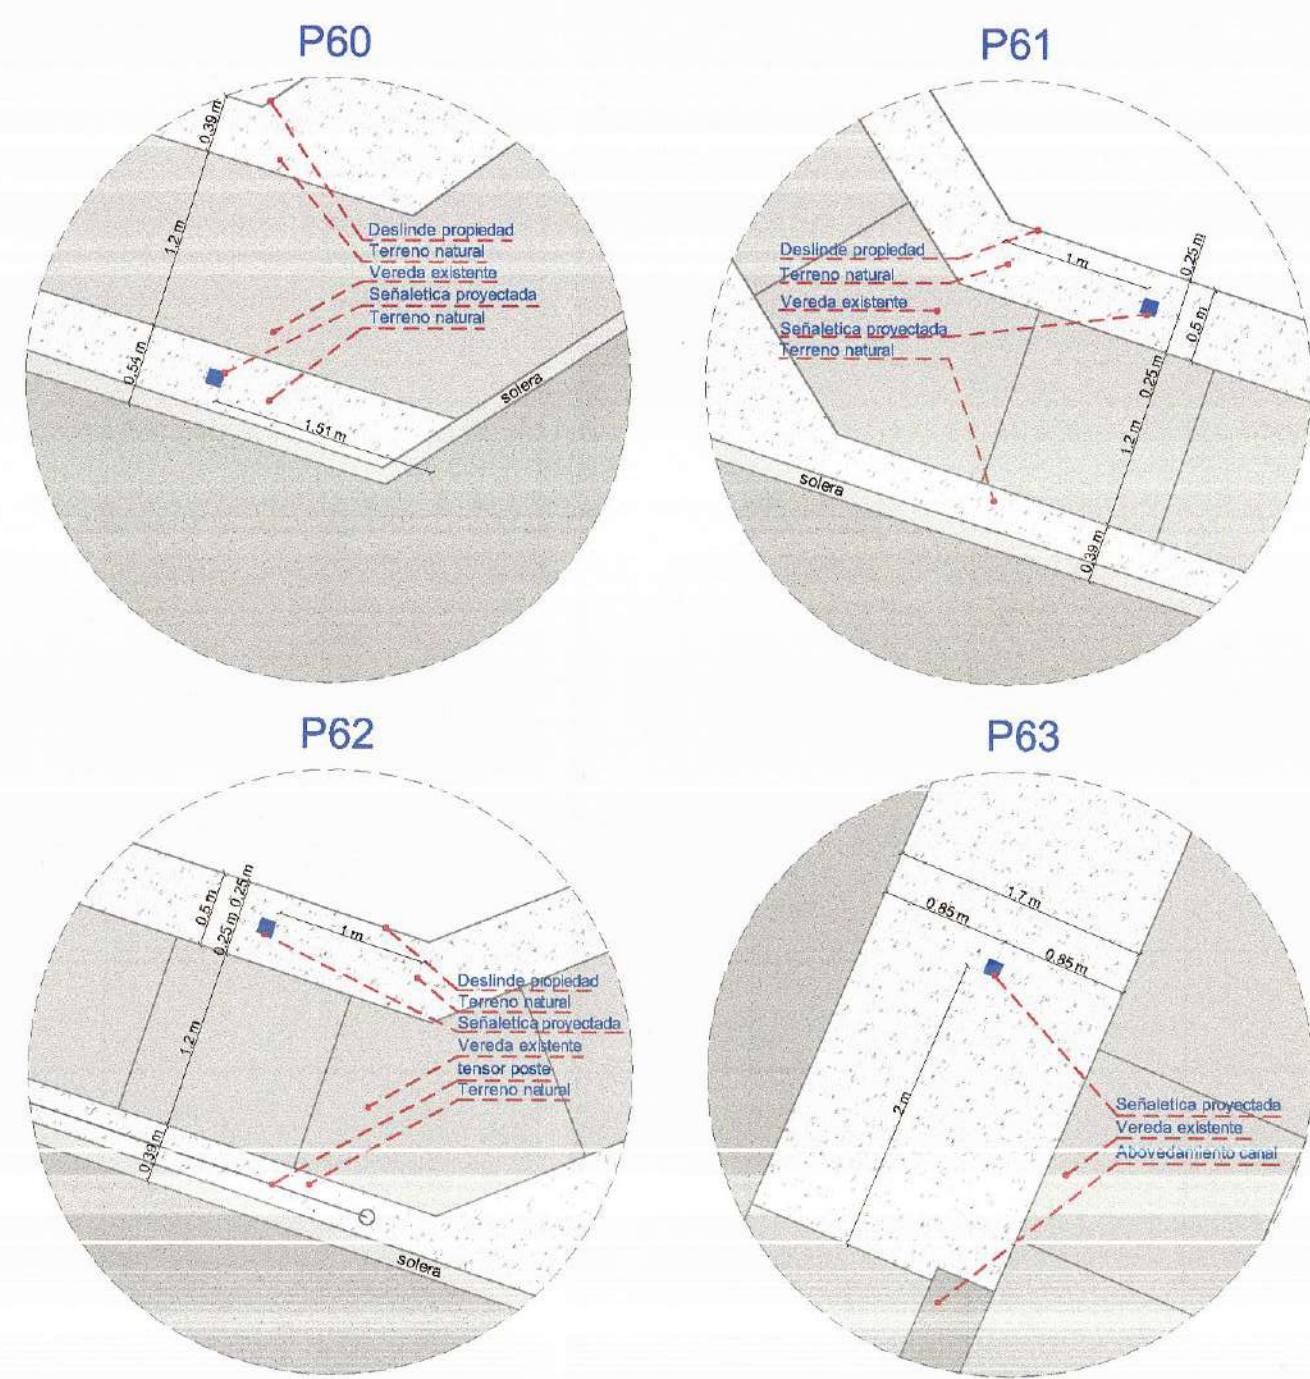 P60
0.39 m
1.2 m
0.54 m
1.51 m
Deslinde propiedad
Terreno natural
Vereda existente
Señaletica proyectada
Terreno natural
solera
P61
Deslinde propiedad
Terreno natural
Vereda existente
Señaletica proyectada
Terreno natural
1 m
0.25 m
0.5 m
0.25 m
1.2 m
0.39 m
solera
P62
0.5 m
0.25 m
0.25 m
1 m
1.2 m
0.39 m
Deslinde propiedad
Terreno natural
Señaletica proyectada
Vereda existente
tensor poste
Terreno natural
solera
P63
1.7 m
0.85 m
0.85 m
2 m
Señaletica proyectada
Vereda existente
Abovedamiento canal